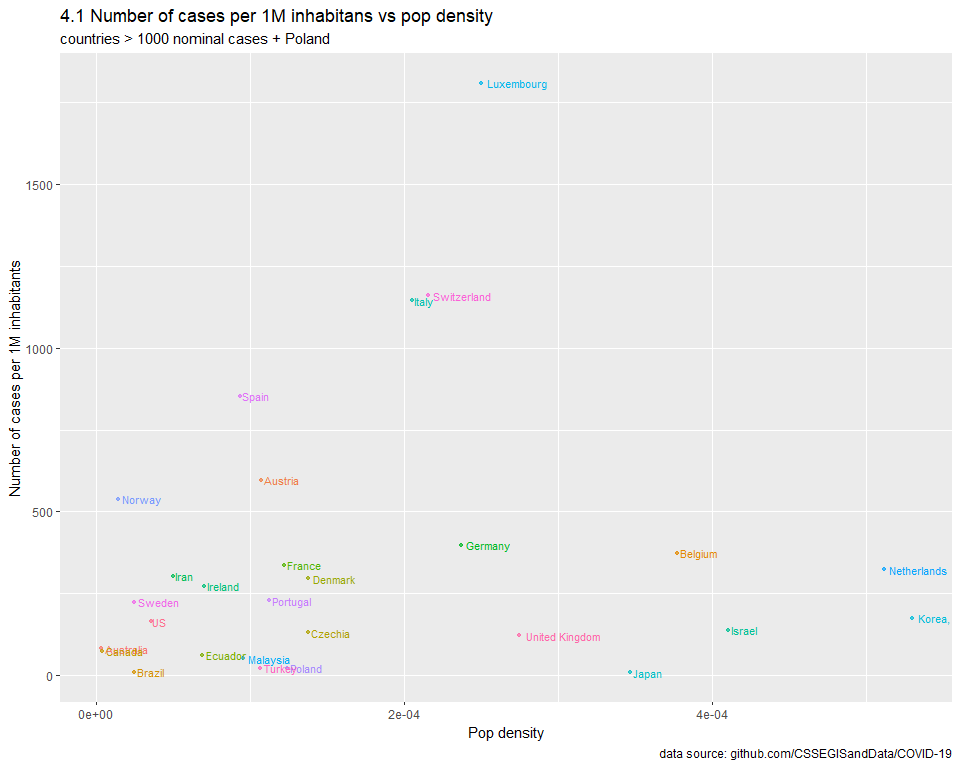 4.1 Number of cases per 1M inhabitans vs pop density
countries > 1000 nominal cases + Poland
Number of cases per 1M inhabitants
1500
1000
500
0
Luxembourg
Switzerland
Italy
Spain
Austria
Norway
Germany
Belgium
France
Netherlands
Iran
Denmark
Ireland
Portugal
Sweden
US
Korea,
Czechia
Israel
United Kingdom
Australia
Canada
Ecuador
Malaysia
Turkey
Poland
Brazil
Japan
0e+00
2e-04
4e-04
Pop density
data source: github.com/CSSEGISandData/COVID-19